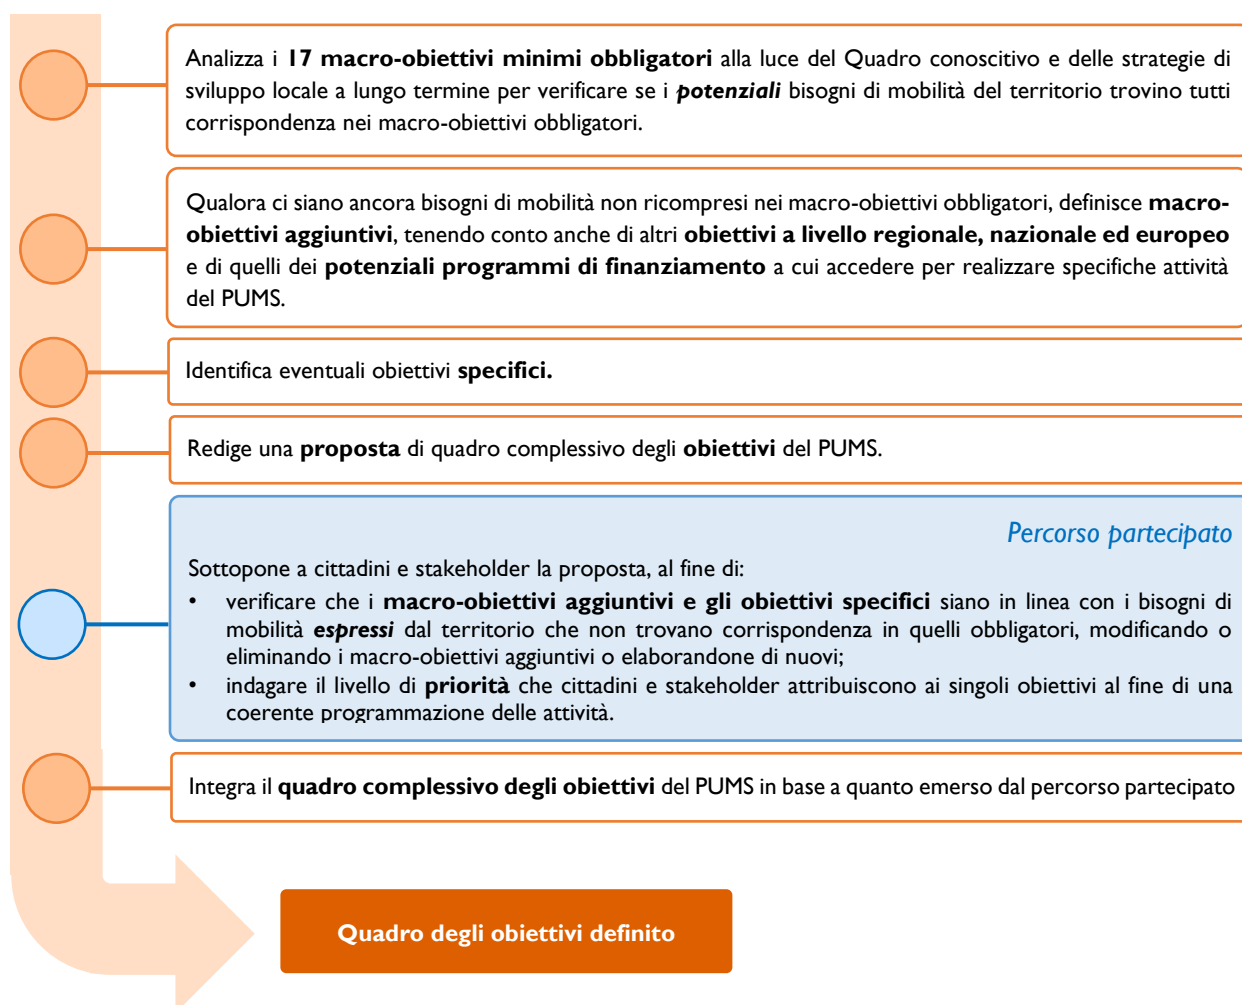 Analizza i 17 macro-obiettivi minimi obbligatori alla luce del Quadro conoscitivo e delle strategie di
sviluppo locale a lungo termine per verificare se i potenziali bisogni di mobilità del territorio trovino tutti
corrispondenza nei macro-obiettivi obbligatori.
Qualora ci siano ancora bisogni di mobilità non ricompresi nei macro-obiettivi obbligatori, definisce macro-
obiettivi aggiuntivi, tenendo conto anche di altri obiettivi a livello regionale, nazionale ed europeo
e di quelli dei potenziali programmi di finanziamento a cui accedere per realizzare specifiche attività
del PUMS.
Identifica eventuali obiettivi specifici.
Redige una proposta di quadro complessivo degli obiettivi del PUMS.
Percorso partecipato
Sottopone a cittadini e stakeholder la proposta, al fine di:
• verificare che i macro-obiettivi aggiuntivi e gli obiettivi specifici siano in linea con i bisogni di
mobilità espressi dal territorio che non trovano corrispondenza in quelli obbligatori, modificando o
eliminando i macro-obiettivi aggiuntivi o elaborandone di nuovi;
• indagare il livello di priorità che cittadini e stakeholder attribuiscono ai singoli obiettivi al fine di una
coerente programmazione delle attività.
Integra il quadro complessivo degli obiettivi del PUMS in base a quanto emerso dal percorso partecipato
Quadro degli obiettivi definito